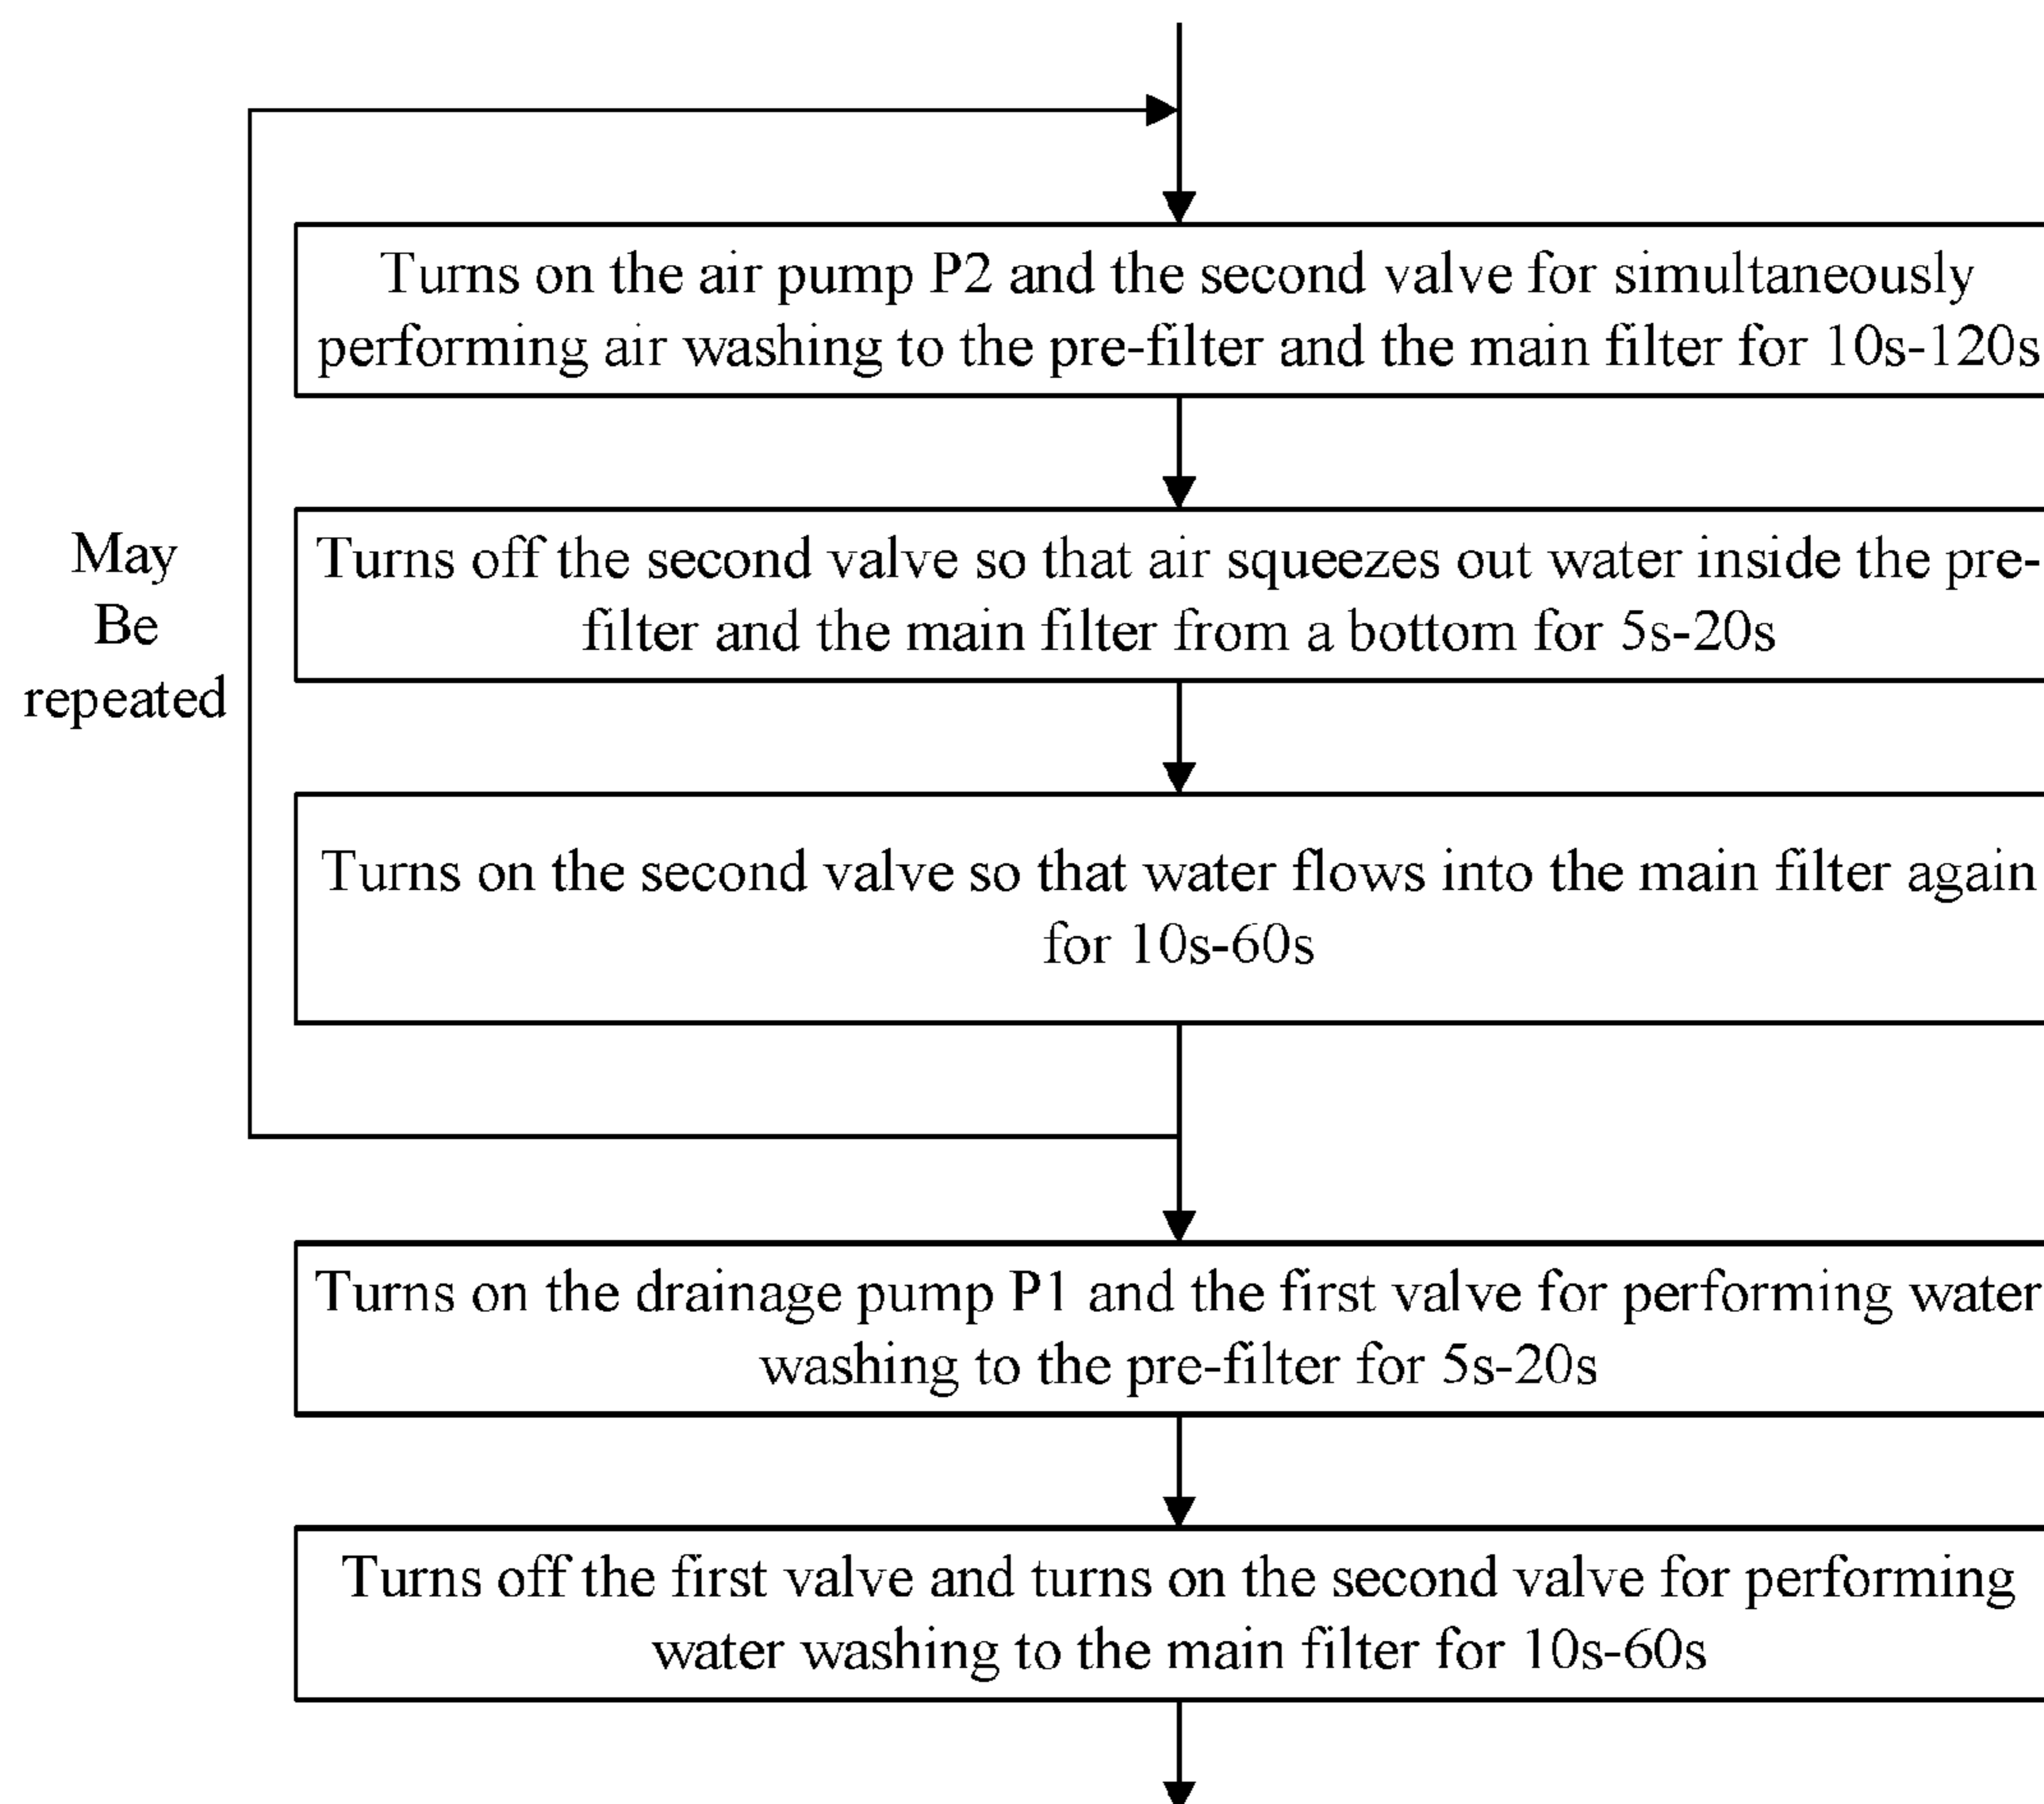 Turns on the air pump P2 and the second valve for simultaneously
performing air washing to the pre-filter and the main filter for 10s-120s
May
Be
repeated
Turns off the second valve so that air squeezes out water inside the pre-
filter and the main filter from a bottom for 5s-20s
Turns on the second valve so that water flows into the main filter again
for 10s-60s
Turns on the drainage pump P1 and the first valve for performing water
washing to the pre-filter for 5s-20s
Turns off the first valve and turns on the second valve for performing
water washing to the main filter for 10s-60s